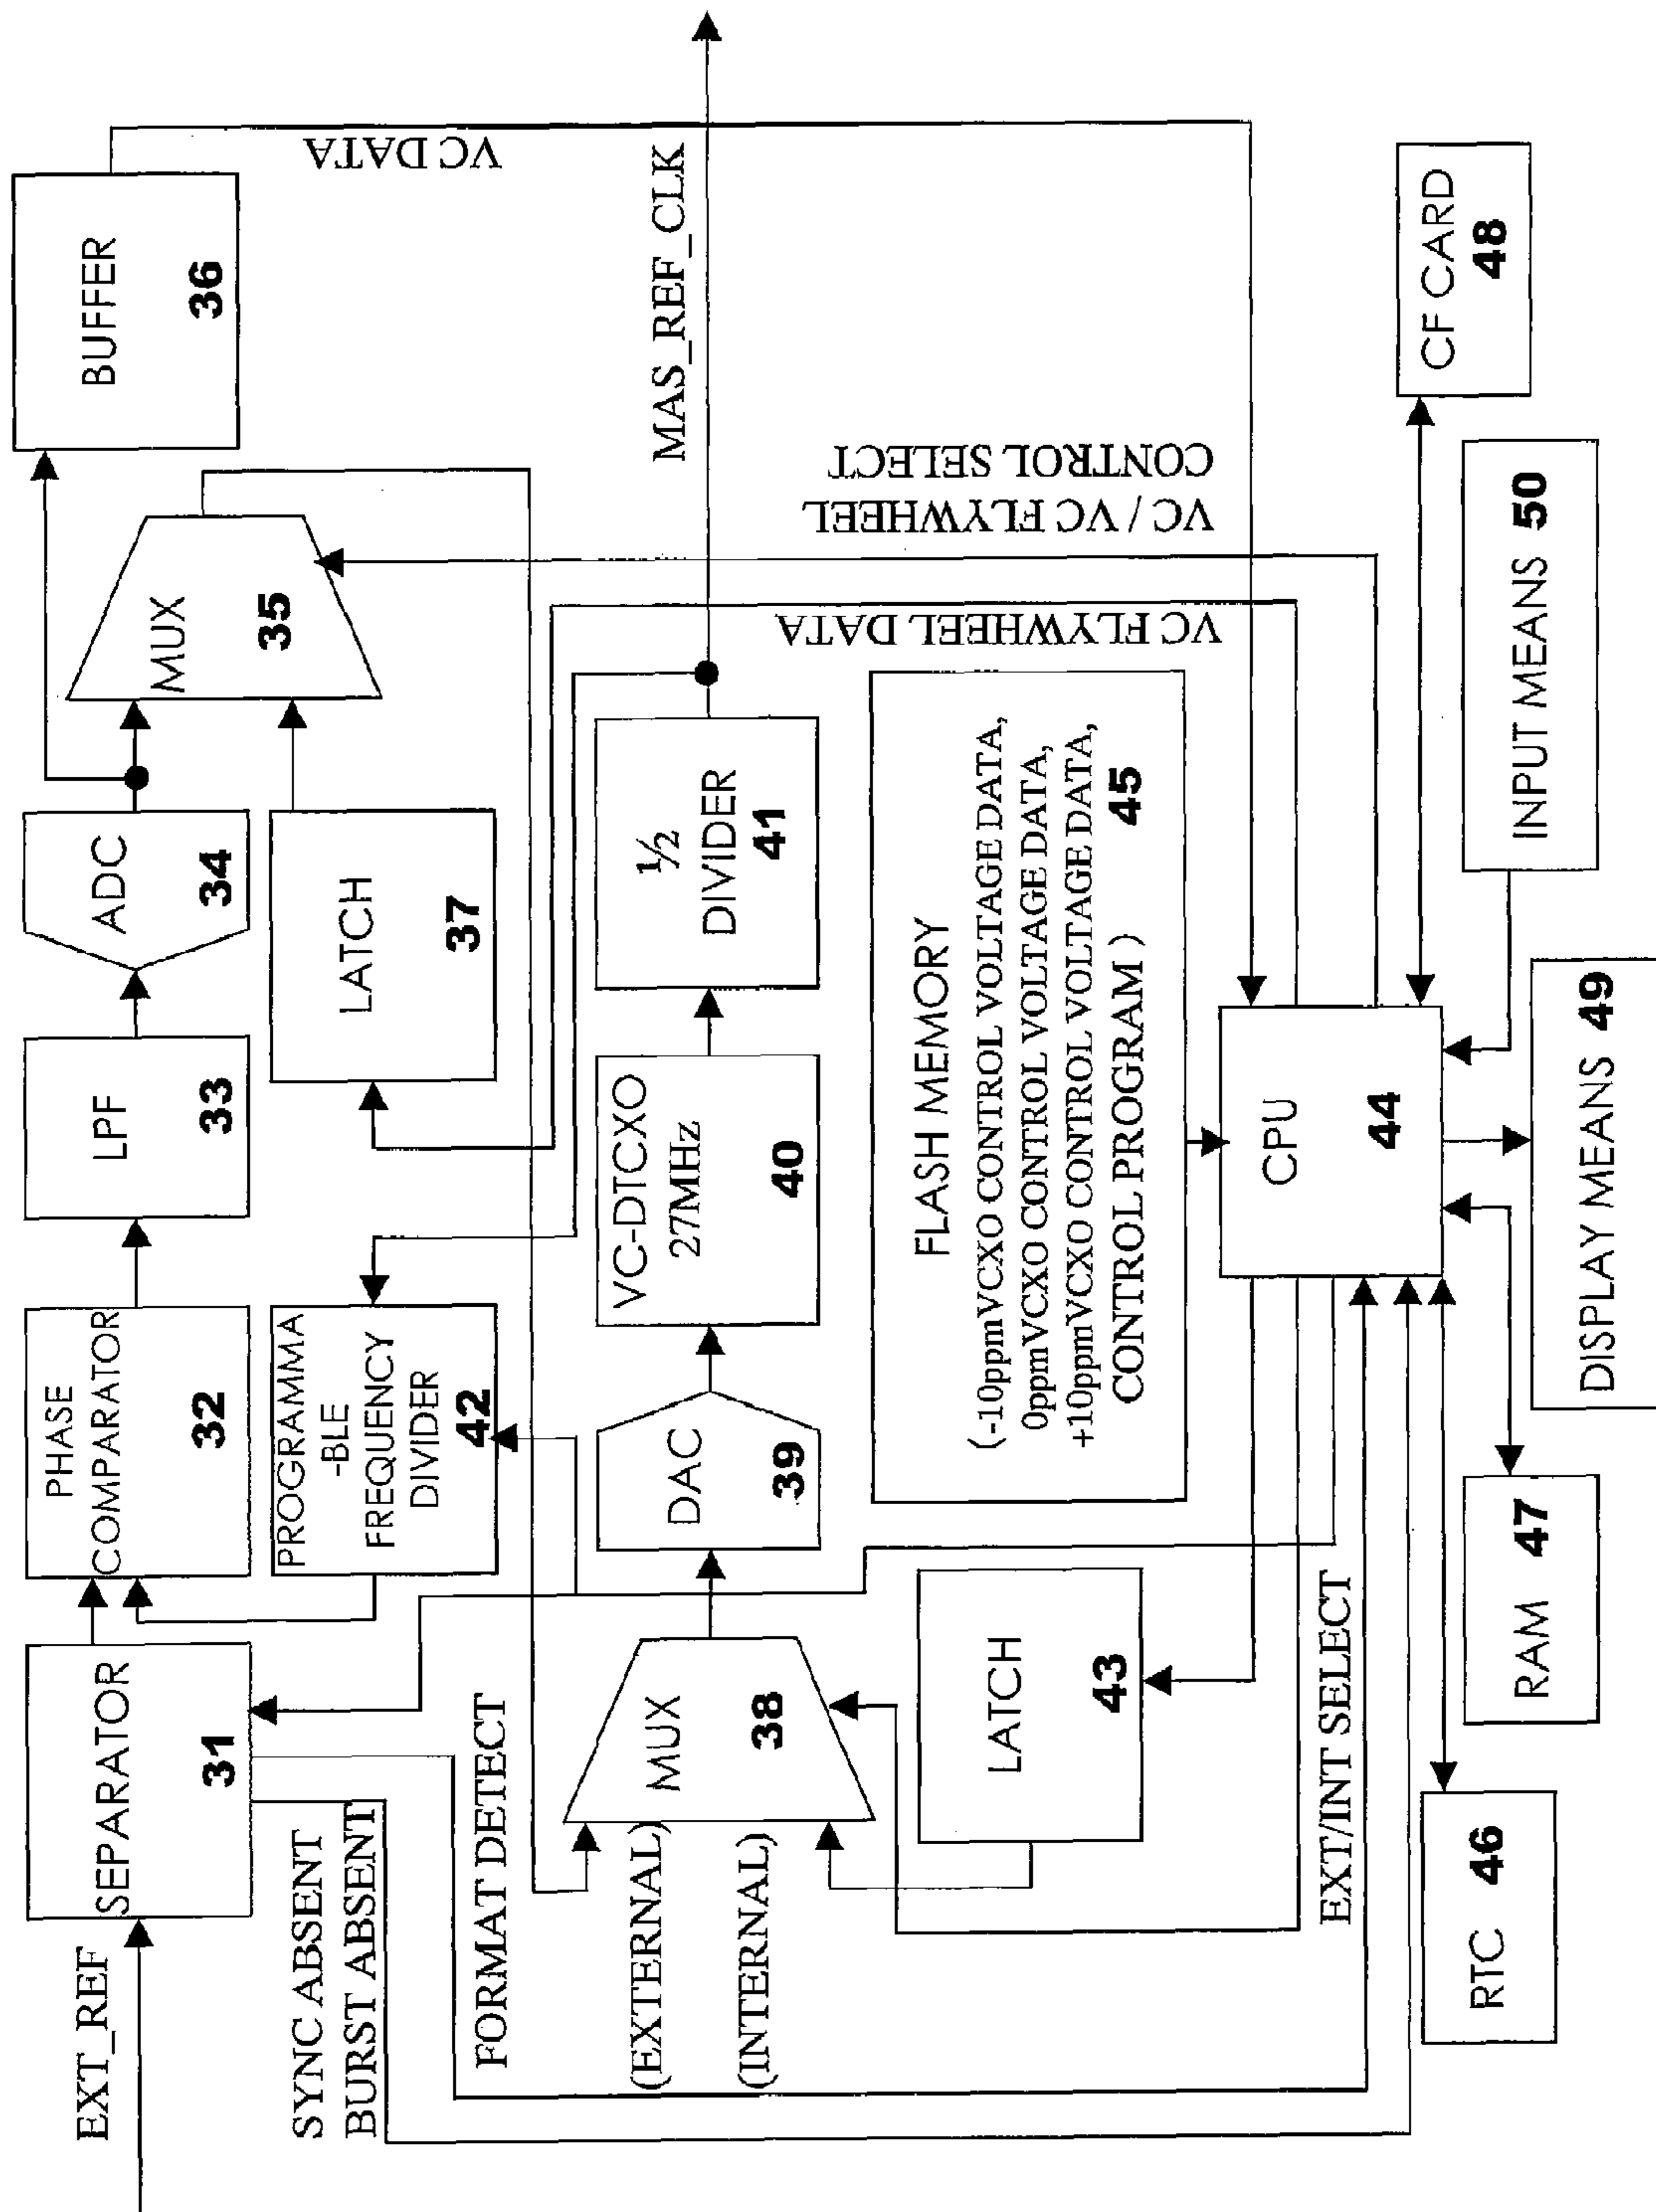 EXT_REF
SEPARATOR
31
PHASE
COMPARATOR
32
LPF
33
ADC
34
MUX
35
BUFFER
36
VC DATA
SYNC ABSENT
BURST ABSENT
PROGRAMMA
-BLE
FREQUENCY
DIVIDER
42
LATCH
37
FORMAT DETECT
(EXTERNAL)
(INTERNAL)
MUX
38
DAC
39
VC-DTCXO
27MHz
40
½
DIVIDER
41
MAS_REF_CLK
VC FLYWHEEL DATA
VC / VC FLYWHEEL
CONTROL SELECT
LATCH
43
FLASH MEMORY
(-10ppmVCXO CONTROL VOLTAGE DATA,
0ppmVCXO CONTROL VOLTAGE DATA,
+10ppmVCXO CONTROL VOLTAGE DATA,
CONTROL PROGRAM )
45
EXT/INT SELECT
CPU
44
RTC 46
RAM 47
DISPLAY MEANS 49
INPUT MEANS 50
CF CARD
48